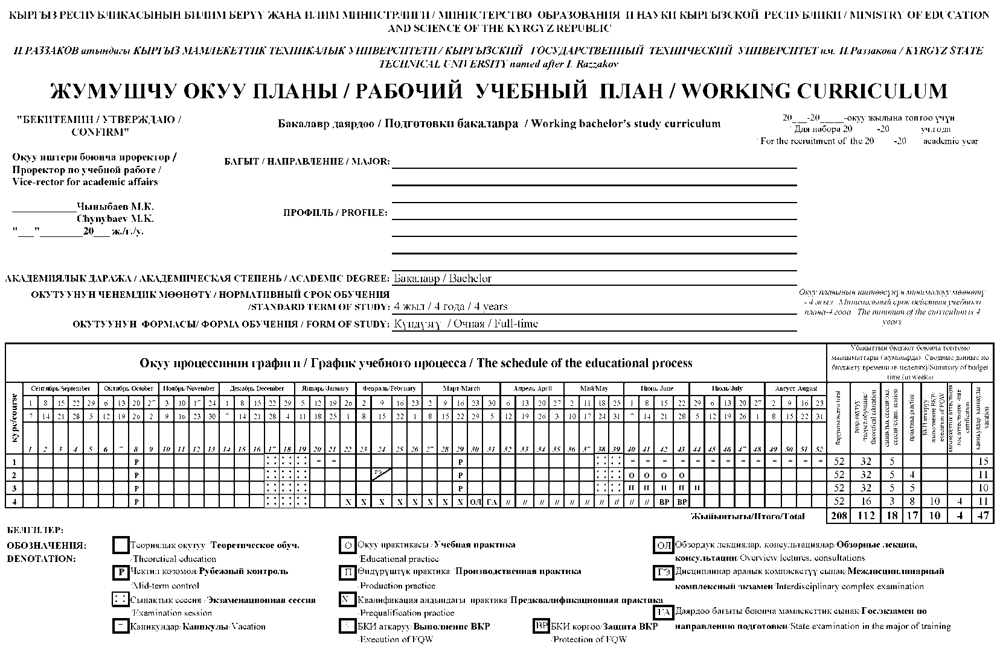 КЫРГЫЗ РЕСПУБЛИКАСЫНЫН БИЛИМ БЕРҮҮ ЖАНА ИЛИМ МИНИСТРЛИГИ / МИНИСТЕРСТВО ОБРАЗОВАНИЯ И НАУКИ КЫРГЫЗСКОЙ РЕСПУБЛИКИ / MINISTRY OF EDUCATION
AND SCIENCE OF THE KYRGYZ REPUBLIC
И.РАЗЗАКОВ атындагы КЫРГЫЗ МАМЛЕКЕТТИК ТЕХНИКАЛЫК УНИВЕРСИТЕТИ / КЫРГЫЗСКИЙ ГОСУДАРСТВЕННЫЙ ТЕХНИЧЕСКИЙ УНИВЕРСИТЕТ им. И.Раззакова / KYRGYZ STATE
TECHNICAL UNIVERSITY named after I. Razzakov
ЖУМУШЧУ ОКУУ ПЛАНЫ / РАБОЧИЙ УЧЕБНЫЙ ПЛАН / WORKING CURRICULUM
"БЕКИТЕМИН / УТВЕРЖДАЮ /
CONFIRM"
Бакалавр даярдоо / Подготовки бакалавра / Working bachelor's study curriculum
20___-20_____-окуу жылына топтоо үчүн
Для набора 20 -20 уч.года
For the recruitment of the 20 -20 academic year
Окуу иштери боюнча проректор /
Проректор по учебной работе /
Vice-rector for academic affairs
БАГЫТ / НАПРАВЛЕНИЕ / MAJOR:
____________Чыныбаев М.К.
Chynybaev M.K.
"___"________20___ ж./г./y.
ПРОФИЛЬ / PROFILE:
АКАДЕМИЯЛЫК ДАРАЖА / АКАДЕМИЧЕСКАЯ СТЕПЕНЬ / ACADEMIC DEGREE: Бакалавр / Bachelor
ОКУТУУНУН ЧЕНЕМДИК МӨӨНӨТҮ / НОРМАТИВНЫЙ СРОК ОБУЧЕНИЯ
/STANDARD TERM OF STUDY: 4 жыл / 4 года / 4 years
ОКУТУУНУН ФОРМАСЫ/ ФОРМА ОБУЧЕНИЯ / FORM OF STUDY: Күндүзгү / Очная / Full-time
Окуу планынын иштөөсүнүн минималдуу мөөнөтү
- 4 жыл Минимальный срок действия учебного
плана-4 года The minimum of the curriculum is 4
years
Окуу процессинин графиги / График учебного процесса / The schedule of the educational process
Убакыттын бюджет боюнча топтомо
маалыматтары (жумаларда) Сводные данные по
бюджету времени (в неделях)/Summary of budget
time (in weeks)
Курс/course
Сентябрь/September Октябрь October Ноябрь/November Декабрь December Январь/January Февраль/February Март/March Апрель April Май/May Июнь June Июль/July Август August
1 8 15 22 29 6 13 20 27 3 10 17 24 1 8 15 22 29 5 12 19 26 2 9 16 23 2 9 16 23 30 6 13 20 27 4 11 18 25 1 8 15 22 29 6 13 20 27 2 9 16 23
7 14 21 28 5 12 19 26 2 9 16 23 30 7 14 21 28 4 11 18 25 1 8 15 22 1 8 15 22 29 5 12 19 26 3 10 17 24 31 7 14 21 28 5 12 19 26 1 8 15 22 31
1 2 3 4 5 6 7 8 9 10 11 12 13 14 15 16 17 18 19 20 21 22 23 24 25 26 27 28 29 30 31 32 33 34 35 36 37 38 39 40 41 42 43 44 45 46 47 48 49 50 51 52
бардыгы/всего/total
теор.окутуу/теорет.обучение/theoretical education
сынактык сессия/экз. сессия/exam. session
практика practice
БКИ аткаруу/выполнение ВКР/execution of FQW
мамлекеттик аттестация гос.аттестация state certification
каникулдар каникулы vacation
1 Р : : : : : : = = Р : : : : = = = = = = = = = = = = = 52 32 5 15
2 Р : : : : : : ГЭ Р : : : : О О О О 52 32 5 4 11
3 Р : : : : : : Р : : : : П П П П П 52 32 5 5 10
4 Р : : : : : : Х Х Х Х Х Х Х Х ОЛ ГА // // // // // // // // // // ВР ВР 52 16 3 8 10 4 11
Жыйынтыгы/Итого/Total 208 112 18 17 10 4 47
БЕЛГИЛЕР:
ОБОЗНАЧЕНИЯ:
DENOTATION:
Теориялык окутуу /Теоретическое обуч.
/Theoretical education
Р Чектик көзөмөл/Рубежный контроль
/Mid-term control
: : Сынактык сессия /Экзаменационная сессия
/Examination session
= Каникулдар/Каникулы/Vacation
О Окуу практикасы /Учебная практика
/Educational practice
П Өндүрүштүк практика /Производственная практика
/Production practice
Х Квалификация алдындагы практика/Предквалификационная практика
/Prequalification practice
БКИ аткаруу/Выполнение ВКР
/Execution of FQW
ВР БКИ коргоо/Защита ВКР
/Protection of FQW
ОЛ Обзордук лекциялар, консультациялар/Обзорные лекции,
консультации/Overview lectures, consultations
ГЭ Дисциплинар аралык комплекстүү сынак/Междисциплинарный
комплексный экзамен/Interdisciplinary complex examination
ГА Даярдоо багыты боюнча мамлекеттик сынак/Гос.экзамен по
направлению подготовки/State examination in the major of training